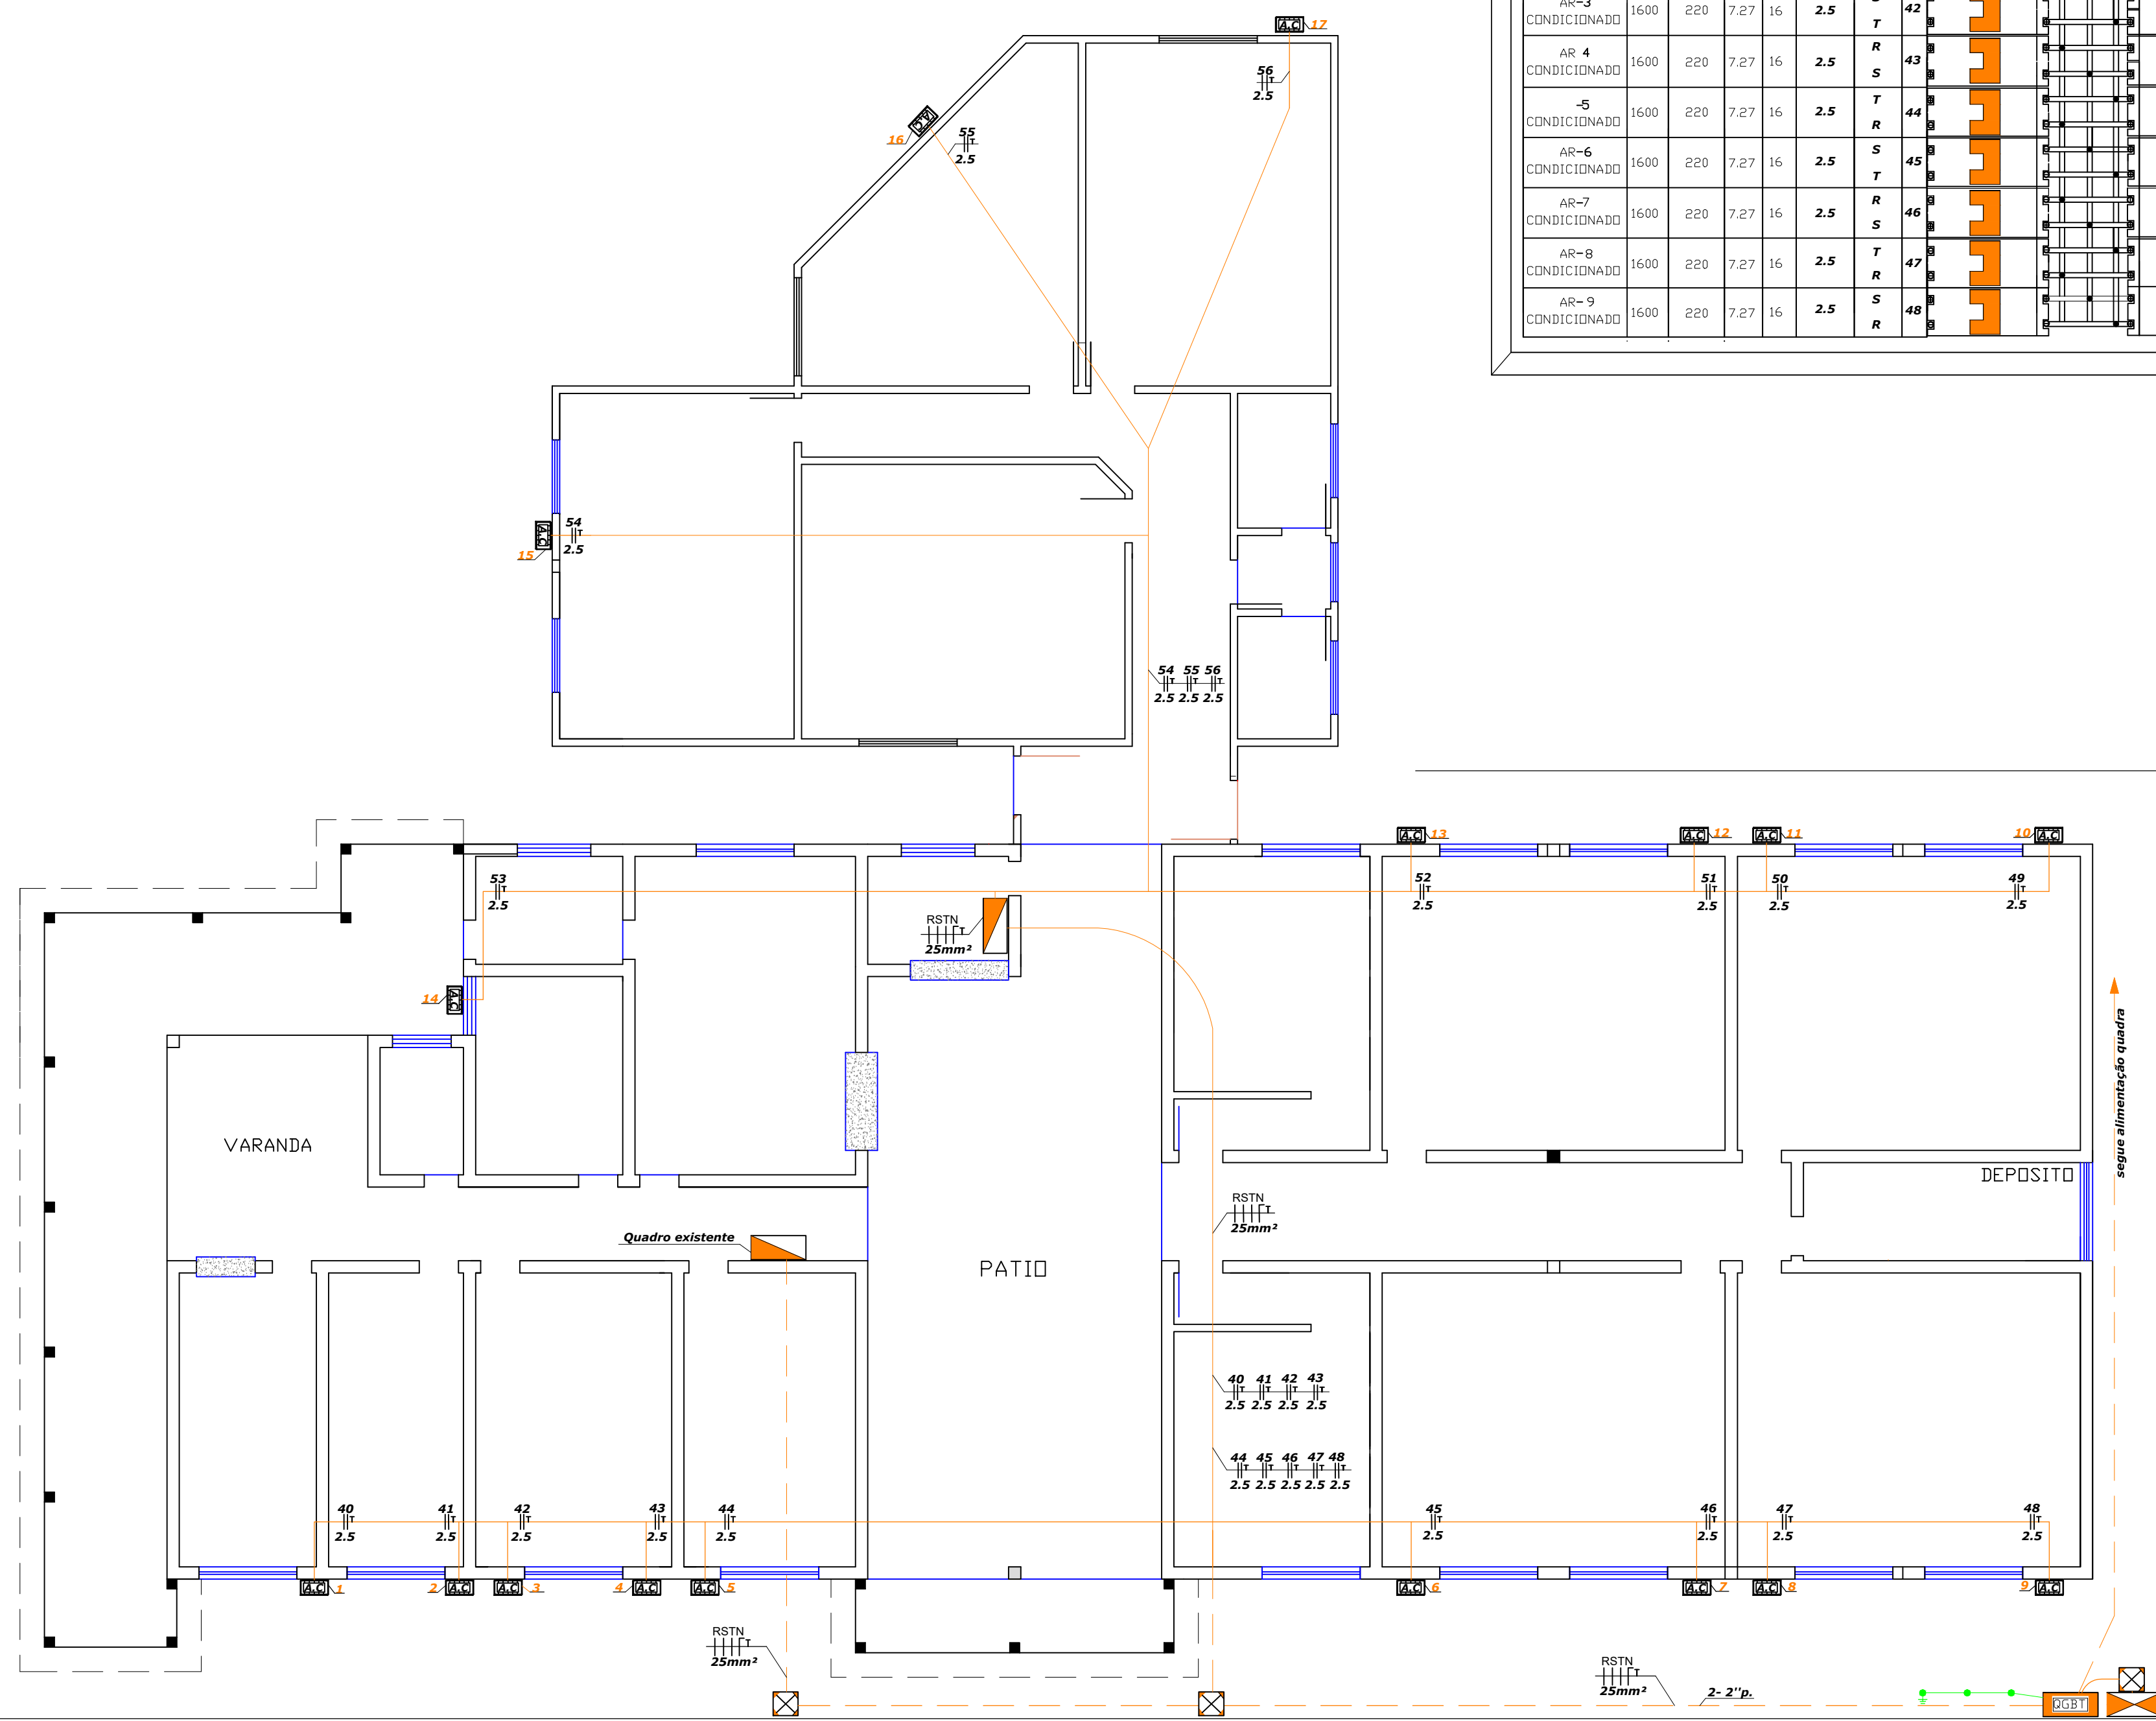 A.C 17
56
2.5
16 A.C
55
2.5
AR-3 1600 220 7.27 16 2.5 42
CONDICIONADO T
AR 4 1600 220 7.27 16 2.5 R 43
CONDICIONADO S
-5 1600 220 7.27 16 2.5 T 44
CONDICIONADO R
AR-6 1600 220 7.27 16 2.5 S 45
CONDICIONADO T
AR-7 1600 220 7.27 16 2.5 R 46
CONDICIONADO S
AR-8 1600 220 7.27 16 2.5 T 47
CONDICIONADO R
AR-9 1600 220 7.27 16 2.5 S 48
CONDICIONADO R
A.C 54
15 2.5
54 55 56
2.5 2.5 2.5
A.C 13 A.C 12 A.C 11 10 A.C
53 52 51 50 49
2.5 2.5 2.5 2.5 2.5
RSTN
T
25mm²
14 A.C
segue alimentação quadra
VARANDA
DEPOSITO
RSTN
T
25mm²
Quadro existente
PATIO
40 41 42 43
2.5 2.5 2.5 2.5
44 45 46 47 48
2.5 2.5 2.5 2.5 2.5
40 41 42 43 44 45 46 47 48
2.5 2.5 2.5 2.5 2.5 2.5 2.5 2.5 2.5
A.C 1 2 A.C A.C 3 4 A.C A.C 5 A.C 6 A.C 7 A.C 8 9 A.C
RSTN
T
25mm²
RSTN
T
25mm²
2- 2"p.
QGBT